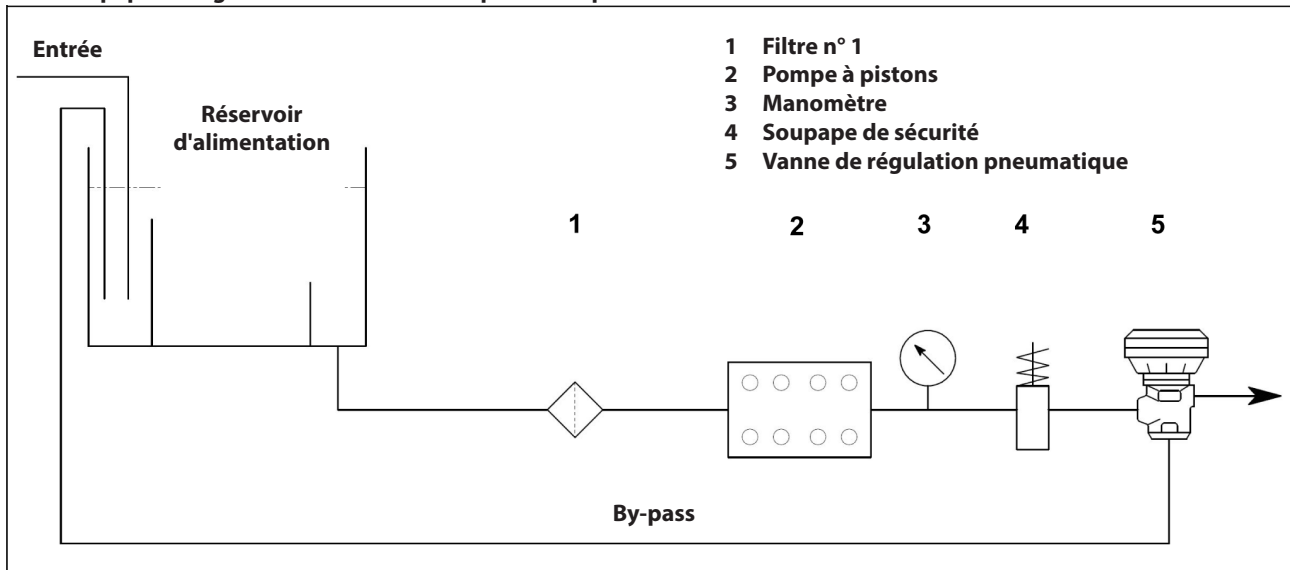 Entrée
Réservoir
d'alimentation
1 Filtre n° 1
2 Pompe à pistons
3 Manomètre
4 Soupape de sécurité
5 Vanne de régulation pneumatique
1 2 3 4 5
By-pass